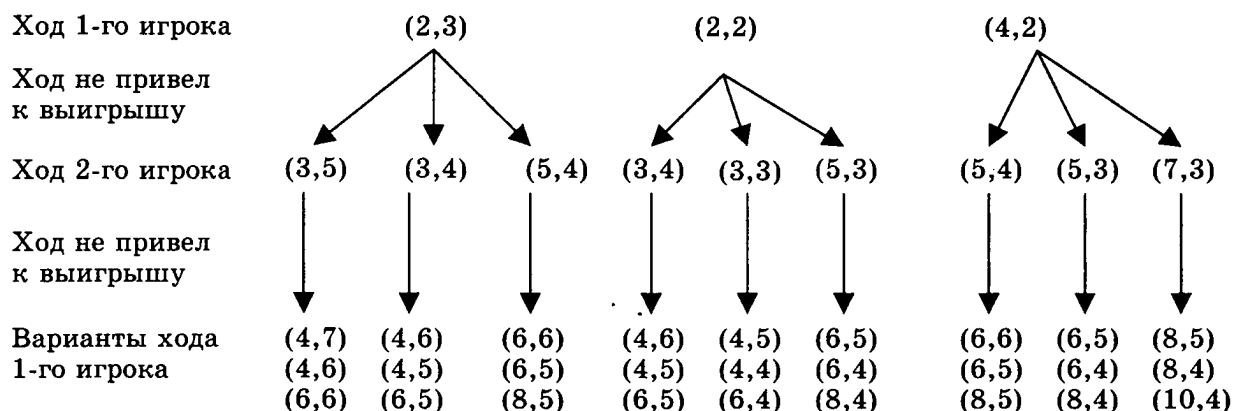 Ход 1-го игрока (2,3) (2,2) (4,2)
Ход не привел
к выигрышу
Ход 2-го игрока (3,5) (3,4) (5,4) (3,4) (3,3) (5,3) (5,4) (5,3) (7,3)
Ход не привел
к выигрышу
Варианты хода (4,7) (4,6) (6,6) (4,6) (4,5) (6,5) (6,6) (6,5) (8,5)
1-го игрока (4,6) (4,5) (6,5) (4,5) (4,4) (6,4) (6,5) (6,4) (8,4)
(6,6) (6,5) (8,5) (6,5) (6,4) (8,4) (8,5) (8,4) (10,4)